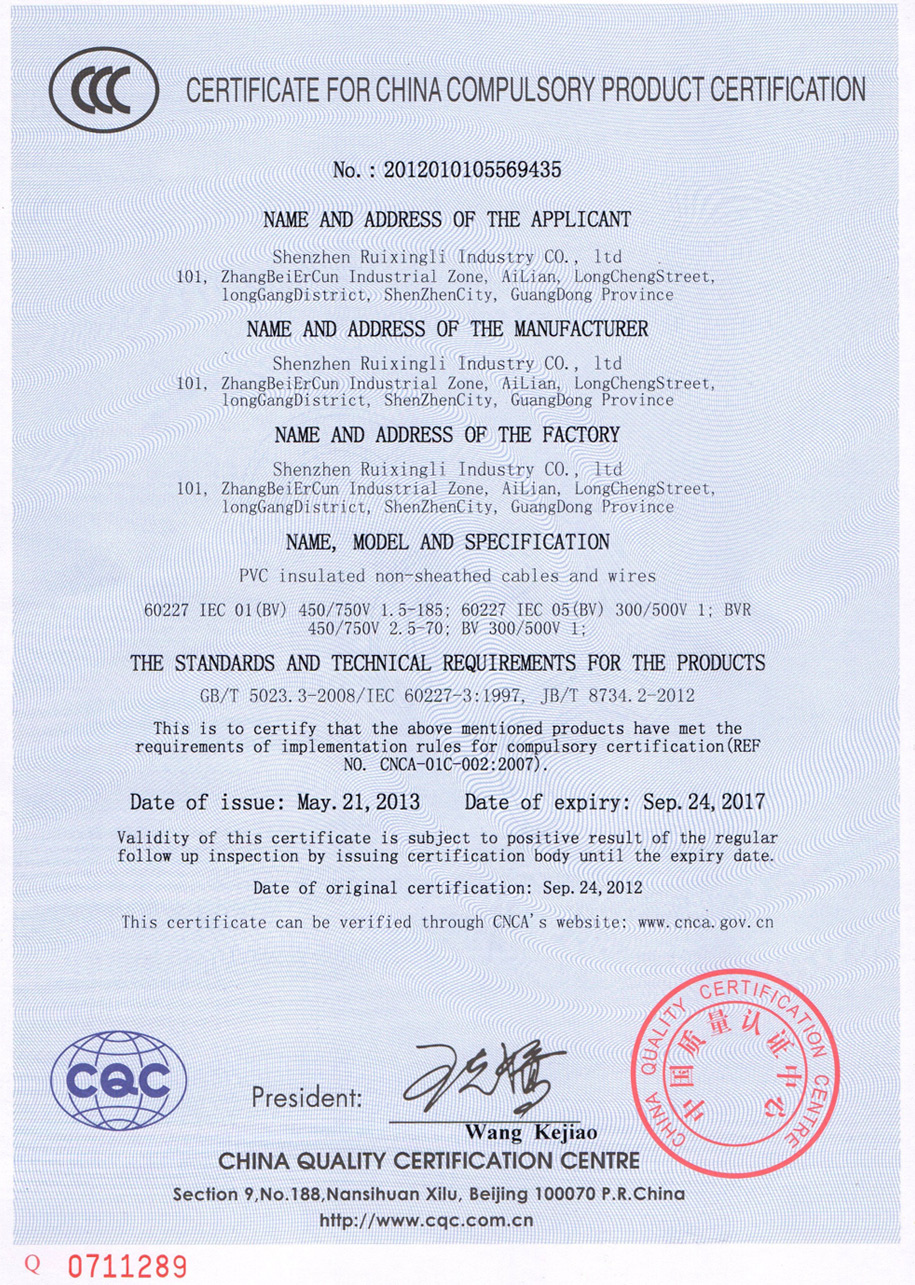 CCC
CERTIFICATE FOR CHINA COMPULSORY PRODUCT CERTIFICATION
No. : 2012010105569435
NAME AND ADDRESS OF THE APPLICANT
Shenzhen Ruixingli Industry CO., ltd
101, ZhangBeiErCun Industrial Zone, AiLian, LongChengStreet,
longGangDistrict, ShenZhenCity, GuangDong Province
NAME AND ADDRESS OF THE MANUFACTURER
Shenzhen Ruixingli Industry CO., ltd
101, ZhangBeiErCun Industrial Zone, AiLian, LongChengStreet,
longGangDistrict, ShenZhenCity, GuangDong Province
NAME AND ADDRESS OF THE FACTORY
Shenzhen Ruixingli Industry CO., ltd
101, ZhangBeiErCun Industrial Zone, AiLian, LongChengStreet,
longGangDistrict, ShenZhenCity, GuangDong Province
NAME, MODEL AND SPECIFICATION
PVC insulated non-sheathed cables and wires
60227 IEC 01(BV) 450/750V 1.5-185; 60227 IEC 05(BV) 300/500V 1; BVR
450/750V 2.5-70; BV 300/500V 1;
THE STANDARDS AND TECHNICAL REQUIREMENTS FOR THE PRODUCTS
GB/T 5023.3-2008/IEC 60227-3:1997, JB/T 8734.2-2012
This is to certify that the above mentioned products have met the
requirements of implementation rules for compulsory certification(REF
NO. CNCA-01C-002:2007).
Date of issue: May. 21, 2013 Date of expiry: Sep. 24, 2017
Validity of this certificate is subject to positive result of the regular
follow up inspection by issuing certification body until the expiry date.
Date of original certification: Sep. 24, 2012
This certificate can be verified through CNCA's website: www.cnca.gov.cn
CHINA QUALITY CERTIFICATION CENTRE
中国质量认证中心
CQC
President:
王克娇
Wang Kejiao
CHINA QUALITY CERTIFICATION CENTRE
Section 9,No.188,Nansihuan Xilu, Beijing 100070 P.R.China
http://www.cqc.com.cn
Q 0711289